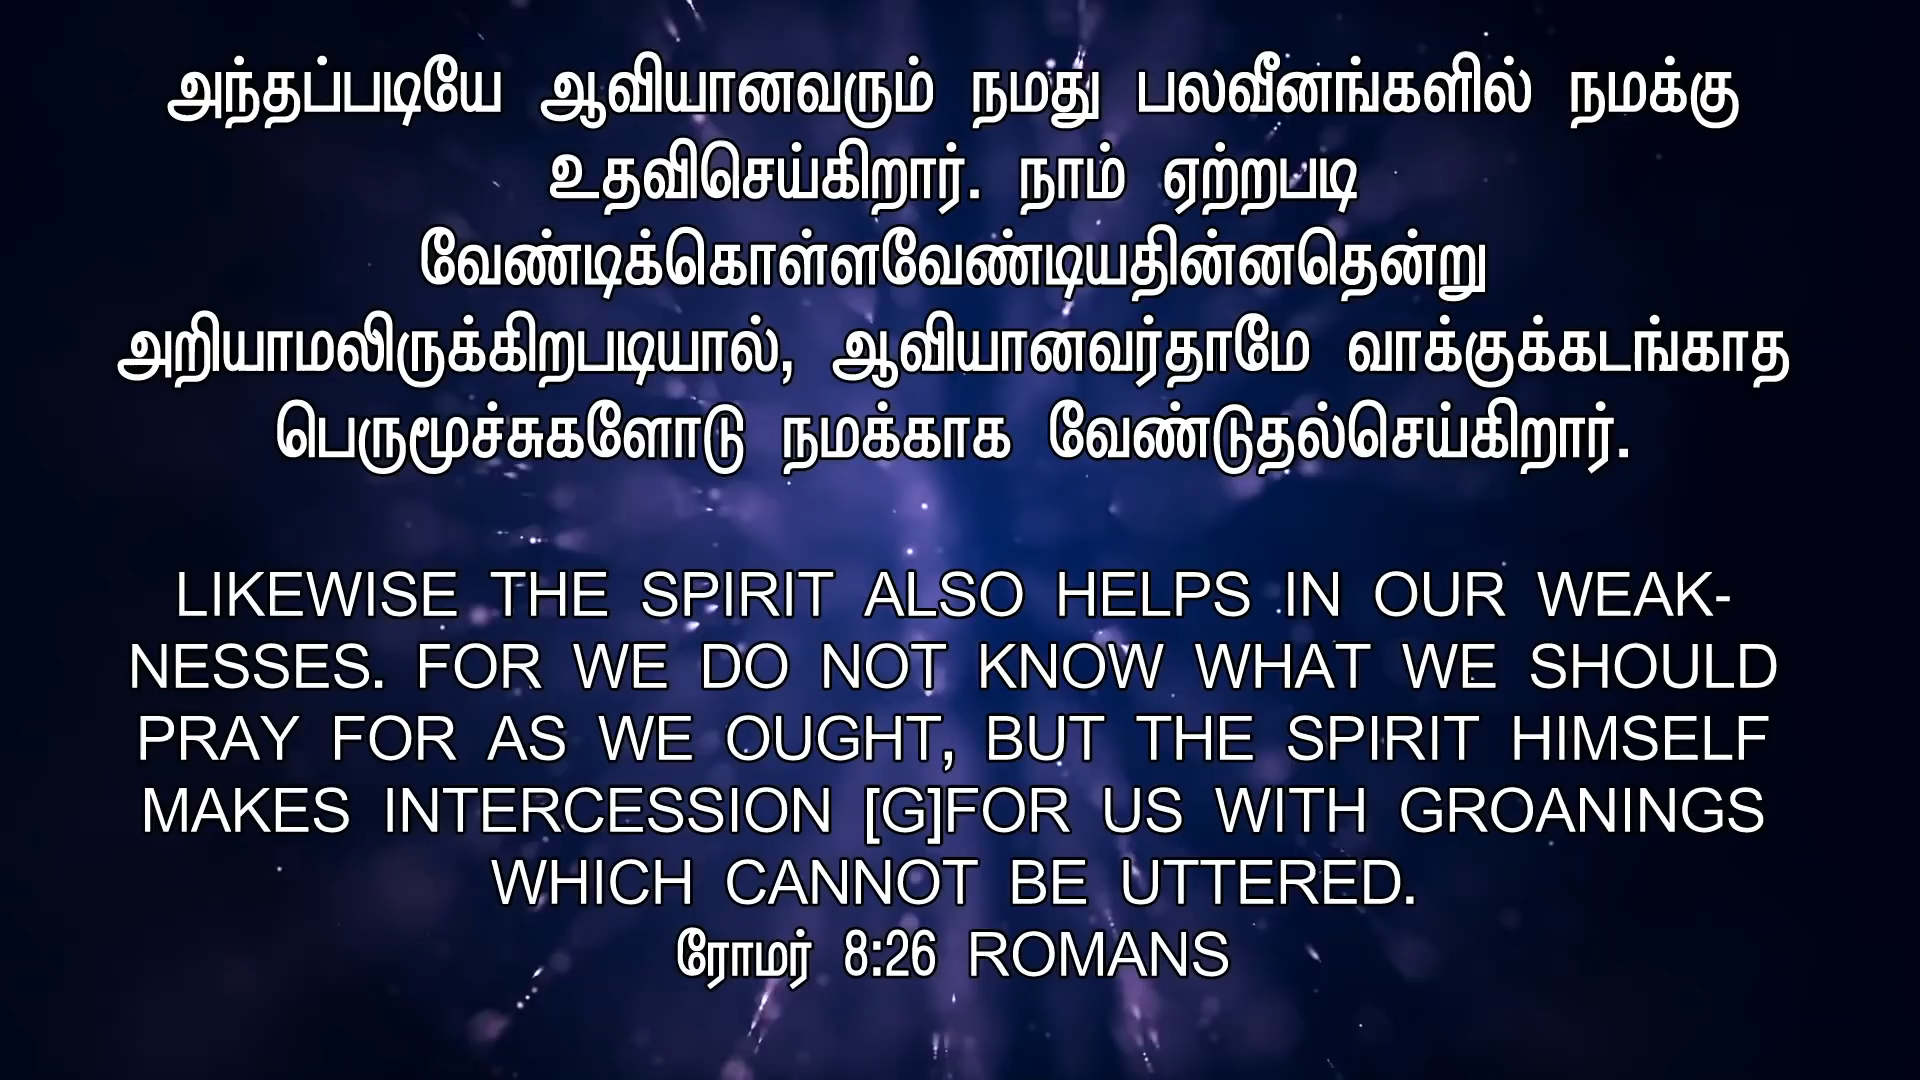 அந்தப்படியே ஆவியானவரும் நமது பலவீனங்களில் நமக்கு
உதவிசெய்கிறார். நாம் ஏற்றபடி
வேண்டிக்கொள்ளவேண்டியதின்னதென்று
அறியாமலிருக்கிறபடியால், ஆவியானவர்தாமே வாக்குக்கடங்காத
பெருமூச்சுகளோடு நமக்காக வேண்டுதல்செய்கிறார்.
LIKEWISE THE SPIRIT ALSO HELPS IN OUR WEAK-
NESSES. FOR WE DO NOT KNOW WHAT WE SHOULD
PRAY FOR AS WE OUGHT, BUT THE SPIRIT HIMSELF
MAKES INTERCESSION [G]FOR US WITH GROANINGS
WHICH CANNOT BE UTTERED.
ரோமர் 8:26 ROMANS